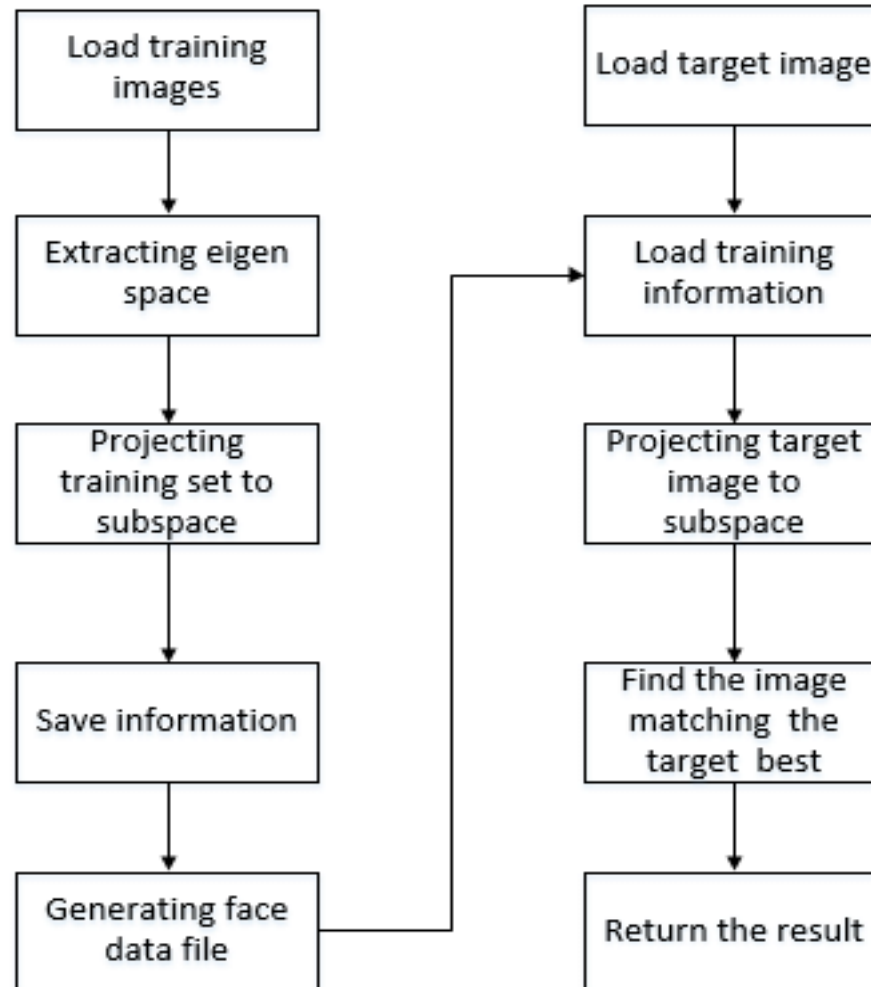 Load training
images
Extracting eigen
space
Projecting
training set to
subspace
Save information
Generating face
data file
Load target image
Load training
information
Projecting target
image to
subspace
Find the image
matching the
target best
Return the result